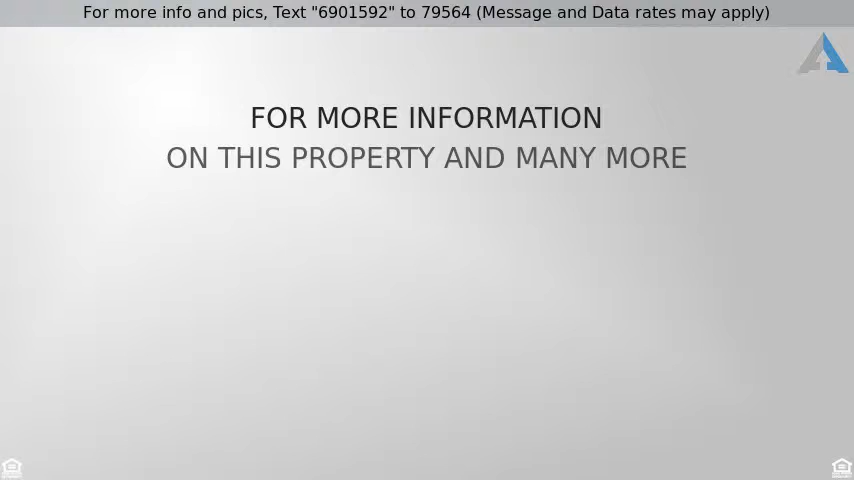 For more info and pics, Text "6901592" to 79564 (Message and Data rates may apply)
FOR MORE INFORMATION
ON THIS PROPERTY AND MANY MORE